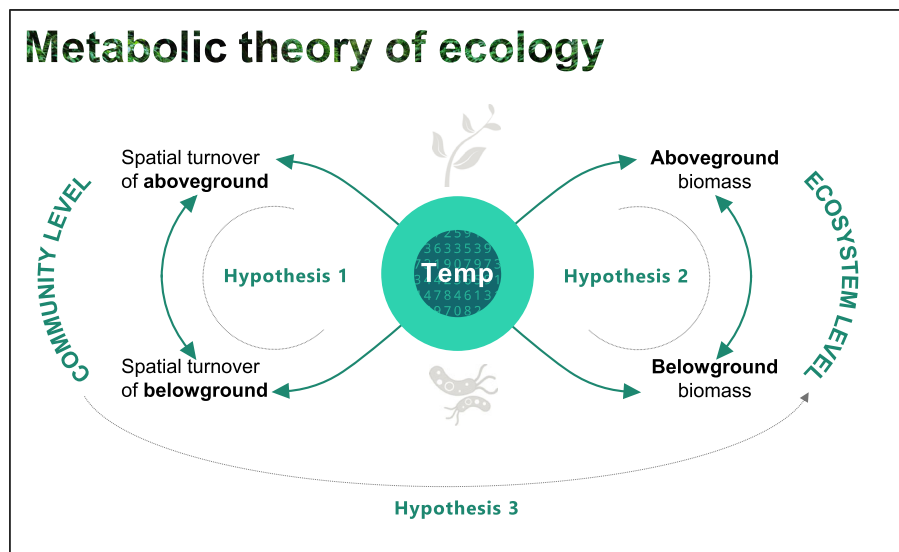 Metabolic theory of ecology
Spatial turnover
of aboveground
Aboveground
biomass
COMMUNITY LEVEL
ECOSYSTEM LEVEL
Hypothesis 1
Temp
Hypothesis 2
Spatial turnover
of belowground
Belowground
biomass
Hypothesis 3